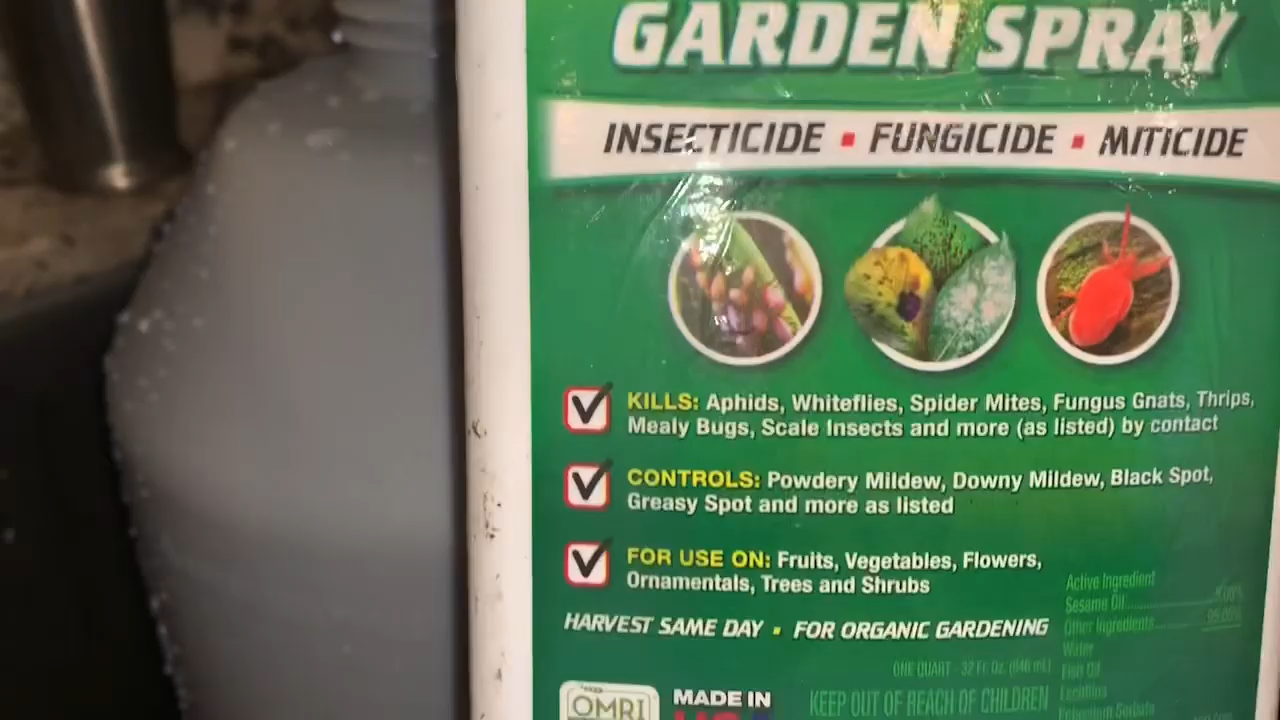 GARDEN SPRAY
INSECTICIDE ▪ FUNGICIDE ▪ MITICIDE
KILLS: Aphids, Whiteflies, Spider Mites, Fungus Gnats, Thrips,
Mealy Bugs, Scale Insects and more (as listed) by contact
CONTROLS: Powdery Mildew, Downy Mildew, Black Spot,
Greasy Spot and more as listed
FOR USE ON: Fruits, Vegetables, Flowers,
Ornamentals, Trees and Shrubs
HARVEST SAME DAY ▪ FOR ORGANIC GARDENING
Active Ingredient
Sesame Oil
Other Ingredients
Water
Fish Oil
Lecithin
Potassium Sorbate
ONE QUART - 32 Fl. Oz. (946 mL)
KEEP OUT OF REACH OF CHILDREN
OMRI
MADE IN
USA